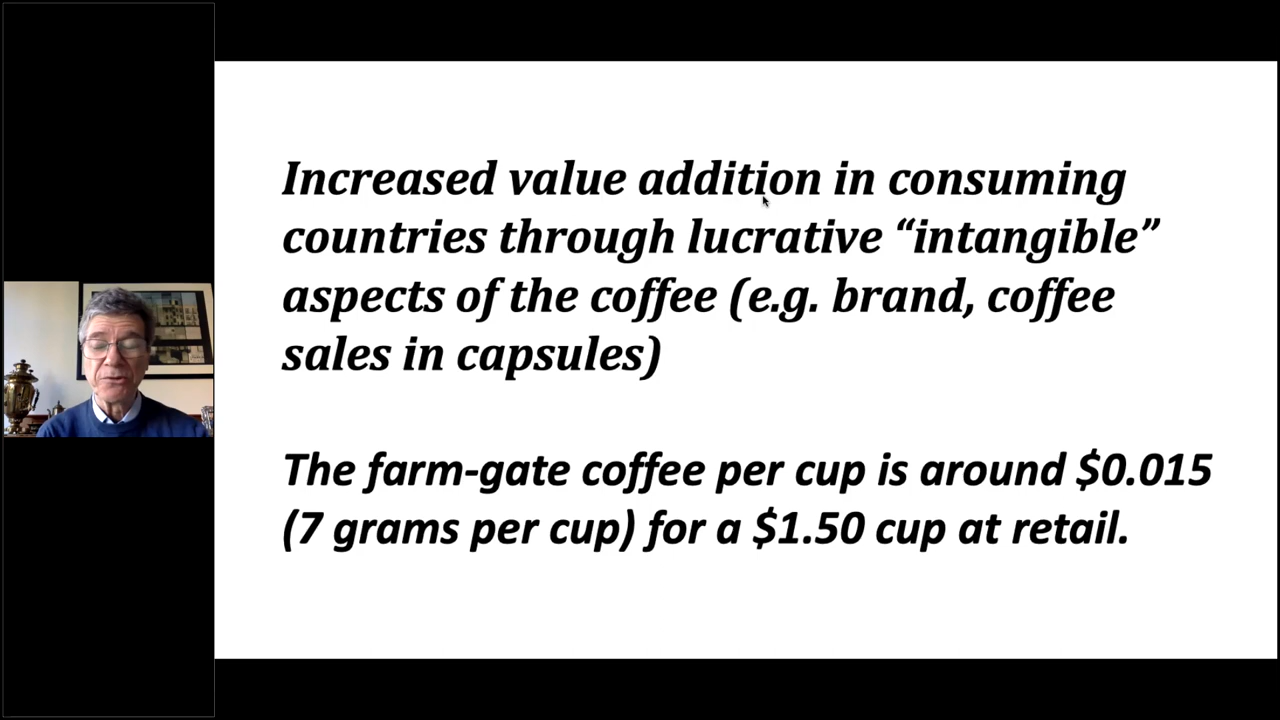 Increased value addition in consuming
countries through lucrative “intangible”
aspects of the coffee (e.g. brand, coffee
sales in capsules)
The farm-gate coffee per cup is around $0.015
(7 grams per cup) for a $1.50 cup at retail.